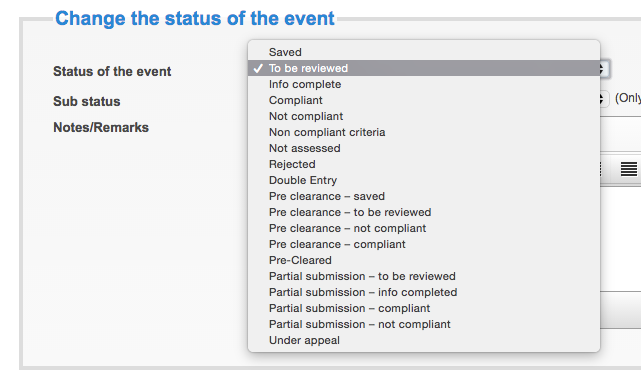 Change the status of the event
Status of the event
Sub status
(Only
Notes/Remarks
Saved
✓ To be reviewed
Info complete
Compliant
Not compliant
Non compliant criteria
Not assessed
Rejected
Double Entry
Pre clearance – saved
Pre clearance – to be reviewed
Pre clearance – not compliant
Pre clearance – compliant
Pre-Cleared
Partial submission – to be reviewed
Partial submission – info completed
Partial submission – compliant
Partial submission – not compliant
Under appeal